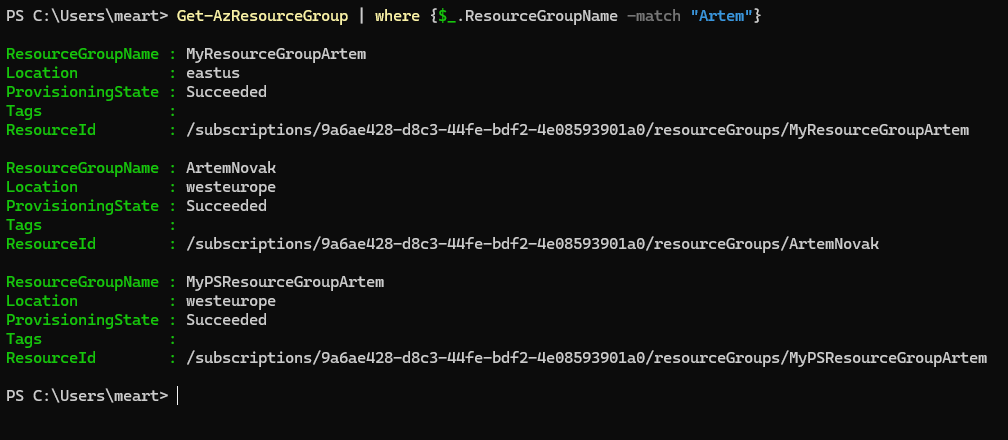 PS C:\Users\meart> Get-AzResourceGroup | where {$_.ResourceGroupName -match "Artem"}
ResourceGroupName : MyResourceGroupArtem
Location          : eastus
ProvisioningState : Succeeded
Tags              :
ResourceId        : /subscriptions/9a6ae428-d8c3-44fe-bdf2-4e08593901a0/resourceGroups/MyResourceGroupArtem
ResourceGroupName : ArtemNovak
Location          : westeurope
ProvisioningState : Succeeded
Tags              :
ResourceId        : /subscriptions/9a6ae428-d8c3-44fe-bdf2-4e08593901a0/resourceGroups/ArtemNovak
ResourceGroupName : MyPSResourceGroupArtem
Location          : westeurope
ProvisioningState : Succeeded
Tags              :
ResourceId        : /subscriptions/9a6ae428-d8c3-44fe-bdf2-4e08593901a0/resourceGroups/MyPSResourceGroupArtem
PS C:\Users\meart>